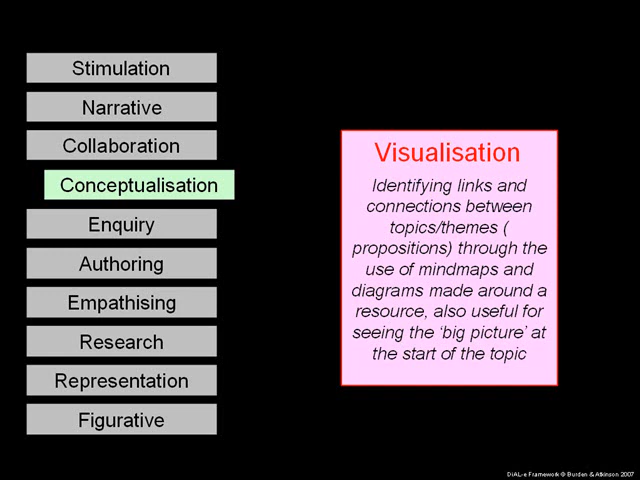 Stimulation
Narrative
Collaboration
Conceptualisation
Enquiry
Authoring
Empathising
Research
Representation
Figurative
Visualisation
Identifying links and
connections between
topics/themes (
propositions) through the
use of mindmaps and
diagrams made around a
resource, also useful for
seeing the ‘big picture’ at
the start of the topic
DiAL-e Framework @ Burden & Atkinson 2007